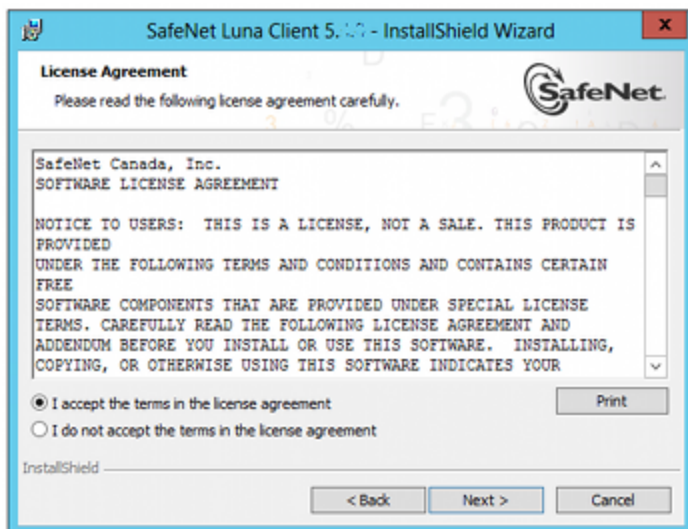 SafeNet Luna Client 5. - InstallShield Wizard
x
License Agreement
Please read the following license agreement carefully.
SafeNet.
SafeNet Canada, Inc.
SOFTWARE LICENSE AGREEMENT
NOTICE TO USERS:  THIS IS A LICENSE, NOT A SALE. THIS PRODUCT IS
PROVIDED
UNDER THE FOLLOWING TERMS AND CONDITIONS AND CONTAINS CERTAIN
FREE
SOFTWARE COMPONENTS THAT ARE PROVIDED UNDER SPECIAL LICENSE
TERMS. CAREFULLY READ THE FOLLOWING LICENSE AGREEMENT AND
ADDENDUM BEFORE YOU INSTALL OR USE THIS SOFTWARE.  INSTALLING,
COPYING, OR OTHERWISE USING THIS SOFTWARE INDICATES YOUR
I accept the terms in the license agreement
Print
I do not accept the terms in the license agreement
InstallShield
< Back
Next >
Cancel